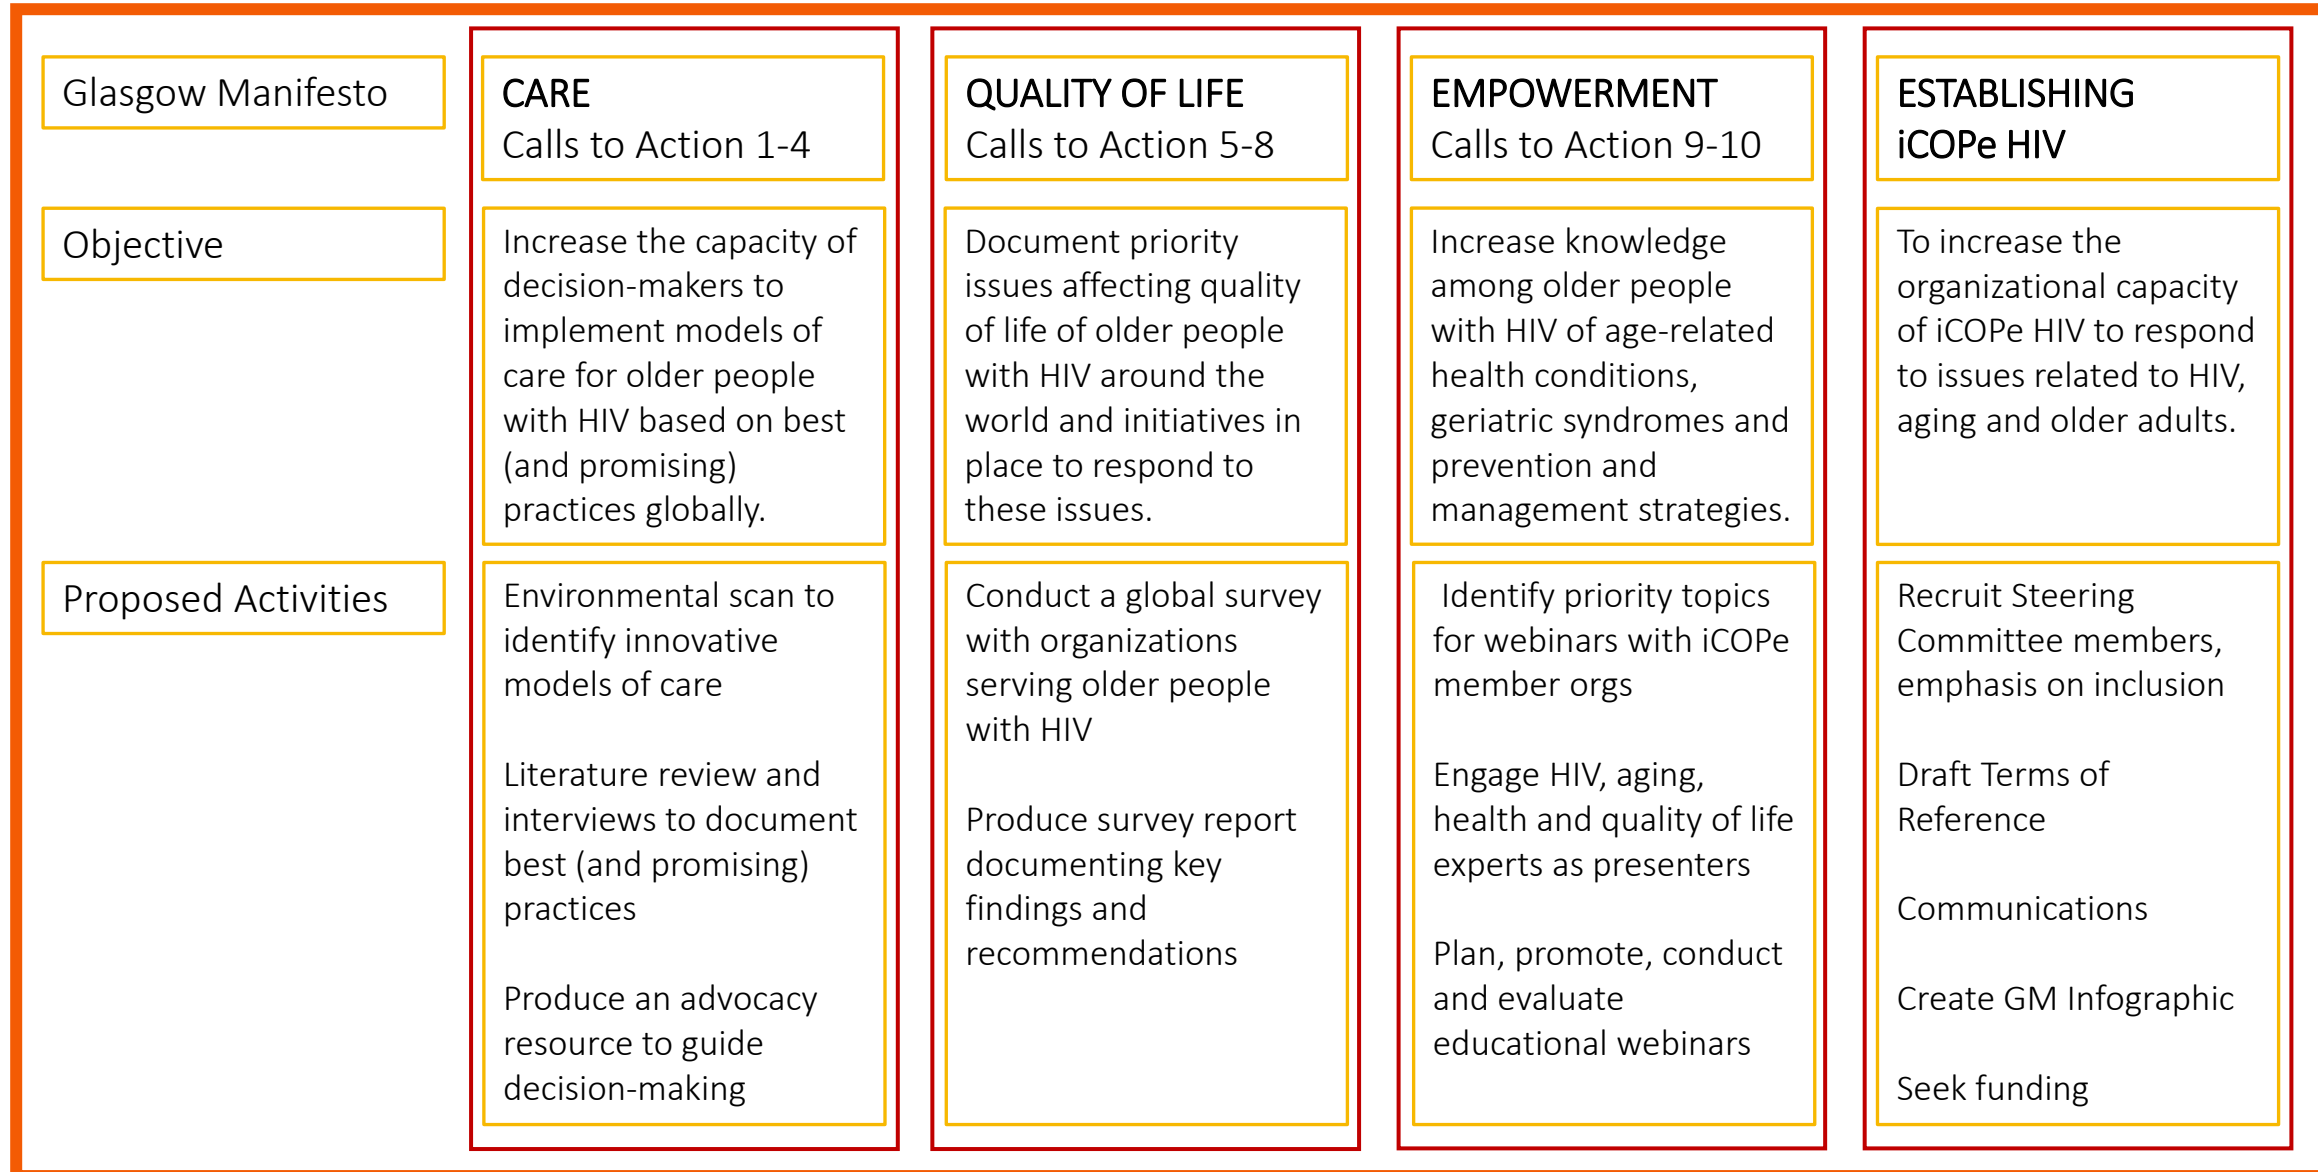 Glasgow Manifesto
CARE
Calls to Action 1-4
QUALITY OF LIFE
Calls to Action 5-8
EMPOWERMENT
Calls to Action 9-10
ESTABLISHING
iCOPe HIV
Objective
Increase the capacity of
decision-makers to
implement models of
care for older people
with HIV based on best
(and promising)
practices globally.
Document priority
issues affecting quality
of life of older people
with HIV around the
world and initiatives in
place to respond to
these issues.
Increase knowledge
among older people
with HIV of age-related
health conditions,
geriatric syndromes and
prevention and
management strategies.
To increase the
organizational capacity
of iCOPe HIV to respond
to issues related to HIV,
aging and older adults.
Proposed Activities
Environmental scan to
identify innovative
models of care
Literature review and
interviews to document
best (and promising)
practices
Produce an advocacy
resource to guide
decision-making
Conduct a global survey
with organizations
serving older people
with HIV
Produce survey report
documenting key
findings and
recommendations
Identify priority topics
for webinars with iCOPe
member orgs
Engage HIV, aging,
health and quality of life
experts as presenters
Plan, promote, conduct
and evaluate
educational webinars
Recruit Steering
Committee members,
emphasis on inclusion
Draft Terms of
Reference
Communications
Create GM Infographic
Seek funding